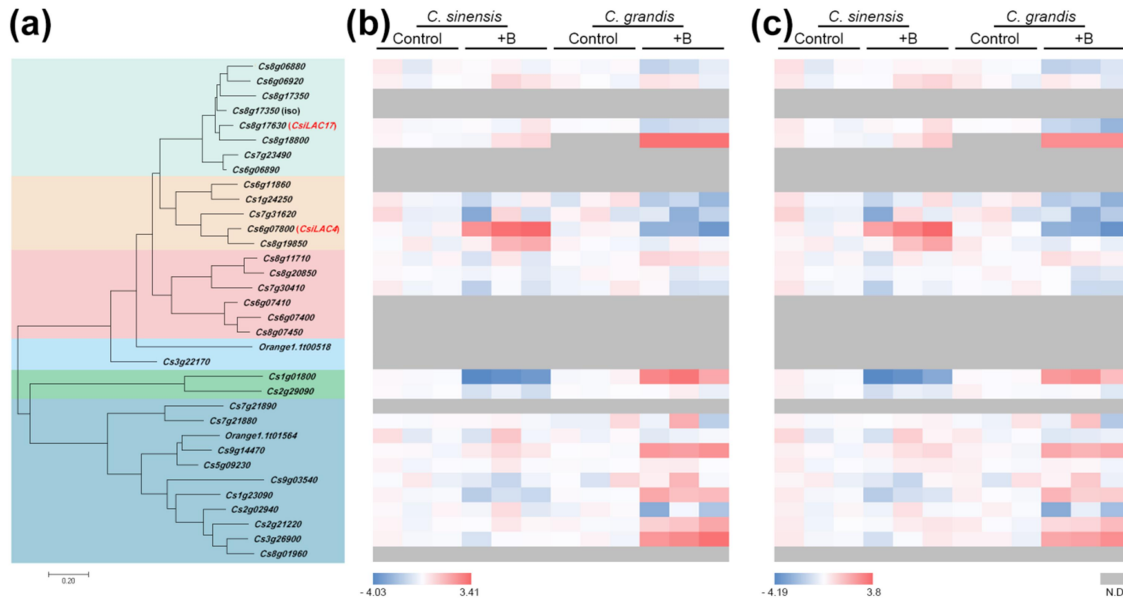 (a)
Cs8g06880
Cs6g06920
Cs8g17350
Cs8g17350 (iso)
Cs8g17630 (CsiLAC17)
Cs8g18800
Cs7g23490
Cs6g06890
Cs6g11860
Cs1g24250
Cs7g31620
Cs6g07800 (CsiLAC4)
Cs8g19850
Cs8g11710
Cs8g20850
Cs7g30410
Cs6g07410
Cs6g07400
Cs8g07450
Orange1.1t00518
Cs3g22170
Cs1g01800
Cs2g29090
Cs7g21890
Cs7g21880
Orange1.1t01564
Cs9g14470
Cs5g09230
Cs9g03540
Cs1g23090
Cs2g02940
Cs2g21220
Cs3g26900
Cs8g01960
0.20
(b)
C. sinensis C. grandis
Control +B Control +B
- 4.03 3.41
(c)
C. sinensis C. grandis
Control +B Control +B
- 4.19 3.8
N.D